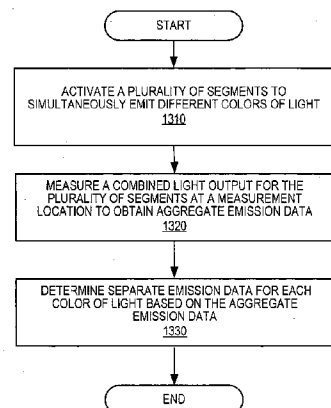 START
ACTIVATE A PLURALITY OF SEGMENTS TO
SIMULTANEOUSLY EMIT DIFFERENT COLORS OF LIGHT
1310
MEASURE A COMBINED LIGHT OUTPUT FOR THE
PLURALITY OF SEGMENTS AT A MEASUREMENT
LOCATION TO OBTAIN AGGREGATE EMISSION DATA
1320
DETERMINE SEPARATE EMISSION DATA FOR EACH
COLOR OF LIGHT BASED ON THE AGGREGATE
EMISSION DATA
1330
END